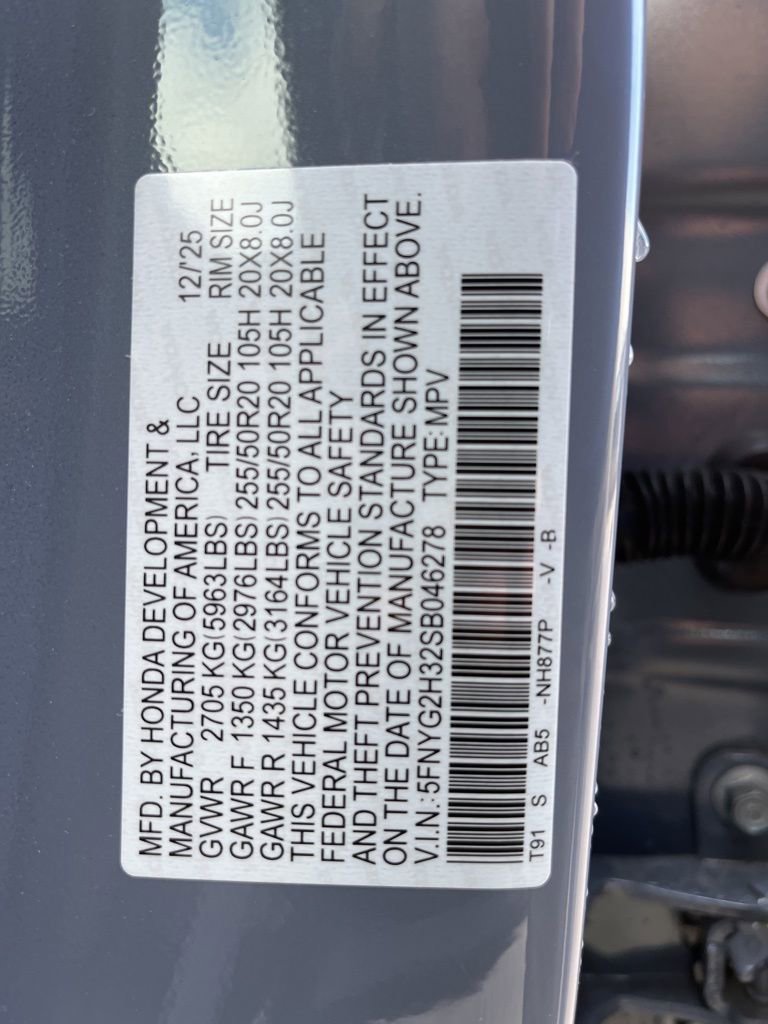 MFD. BY HONDA DEVELOPMENT &
MANUFACTURING OF AMERICA, LLC 12/25
GVWR 2705 KG(5963LBS) TIRE SIZE RIM SIZE
GAWR F 1350 KG(2976LBS) 255/50R20 105H 20X8.0J
GAWR R 1435 KG(3164LBS) 255/50R20 105H 20X8.0J
THIS VEHICLE CONFORMS TO ALL APPLICABLE
FEDERAL MOTOR VEHICLE SAFETY
AND THEFT PREVENTION STANDARDS IN EFFECT
ON THE DATE OF MANUFACTURE SHOWN ABOVE.
V.I.N.:5FNYG2H32SB046278 TYPE:MPV
T91 S AB5 -NH877P -V -B